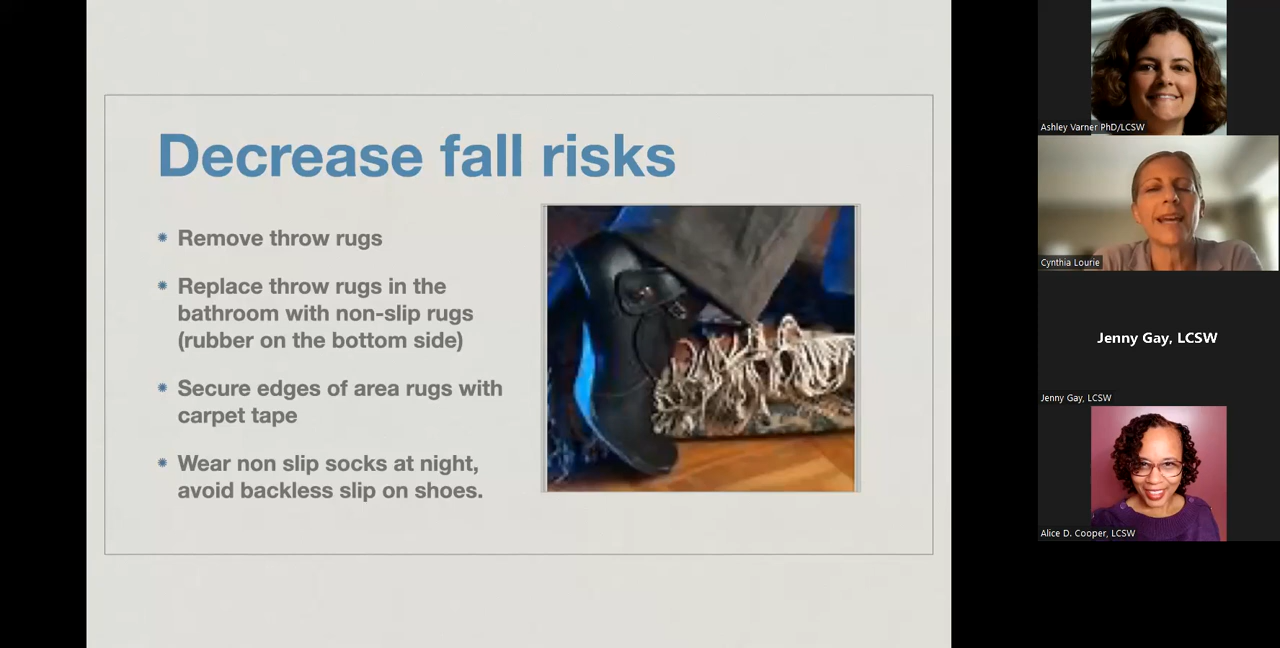 Decrease fall risks
Remove throw rugs
Replace throw rugs in the
bathroom with non-slip rugs
(rubber on the bottom side)
Secure edges of area rugs with
carpet tape
Wear non slip socks at night,
avoid backless slip on shoes.
Ashley Varner PhD/LCSW
Cynthia Lourie
Jenny Gay, LCSW
Jenny Gay, LCSW
Alice D. Cooper, LCSW